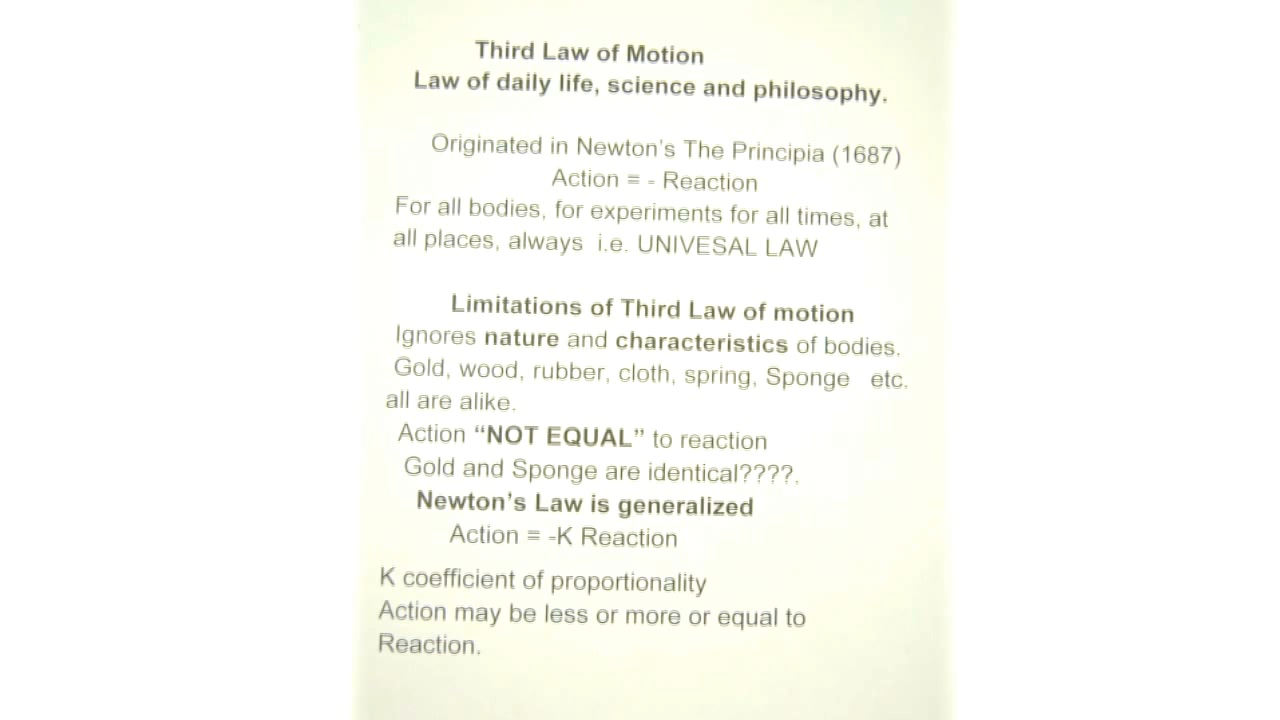 Third Law of Motion
Law of daily life, science and philosophy.
Originated in Newton's The Principia (1687)
Action = - Reaction
For all bodies, for experiments for all times, at
all places, always i.e. UNIVESAL LAW
Limitations of Third Law of motion
Ignores nature and characteristics of bodies.
Gold, wood, rubber, cloth, spring, Sponge etc.
all are alike.
Action “NOT EQUAL” to reaction
Gold and Sponge are identical????.
Newton's Law is generalized
Action = -K Reaction
K coefficient of proportionality
Action may be less or more or equal to
Reaction.